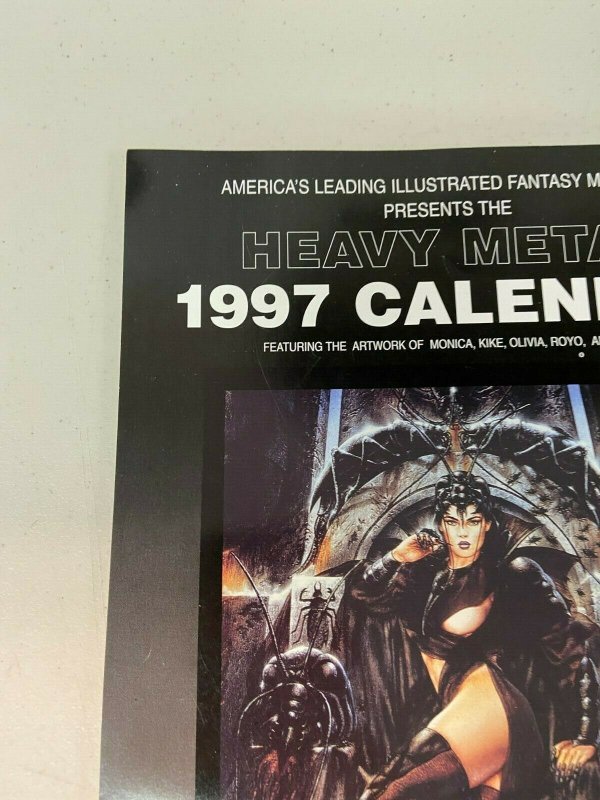 AMERICA'S LEADING ILLUSTRATED FANTASY M
PRESENTS THE
HEAVY META
1997 CALEN
FEATURING THE ARTWORK OF MONICA, KIKE, OLIVIA, ROYO, A